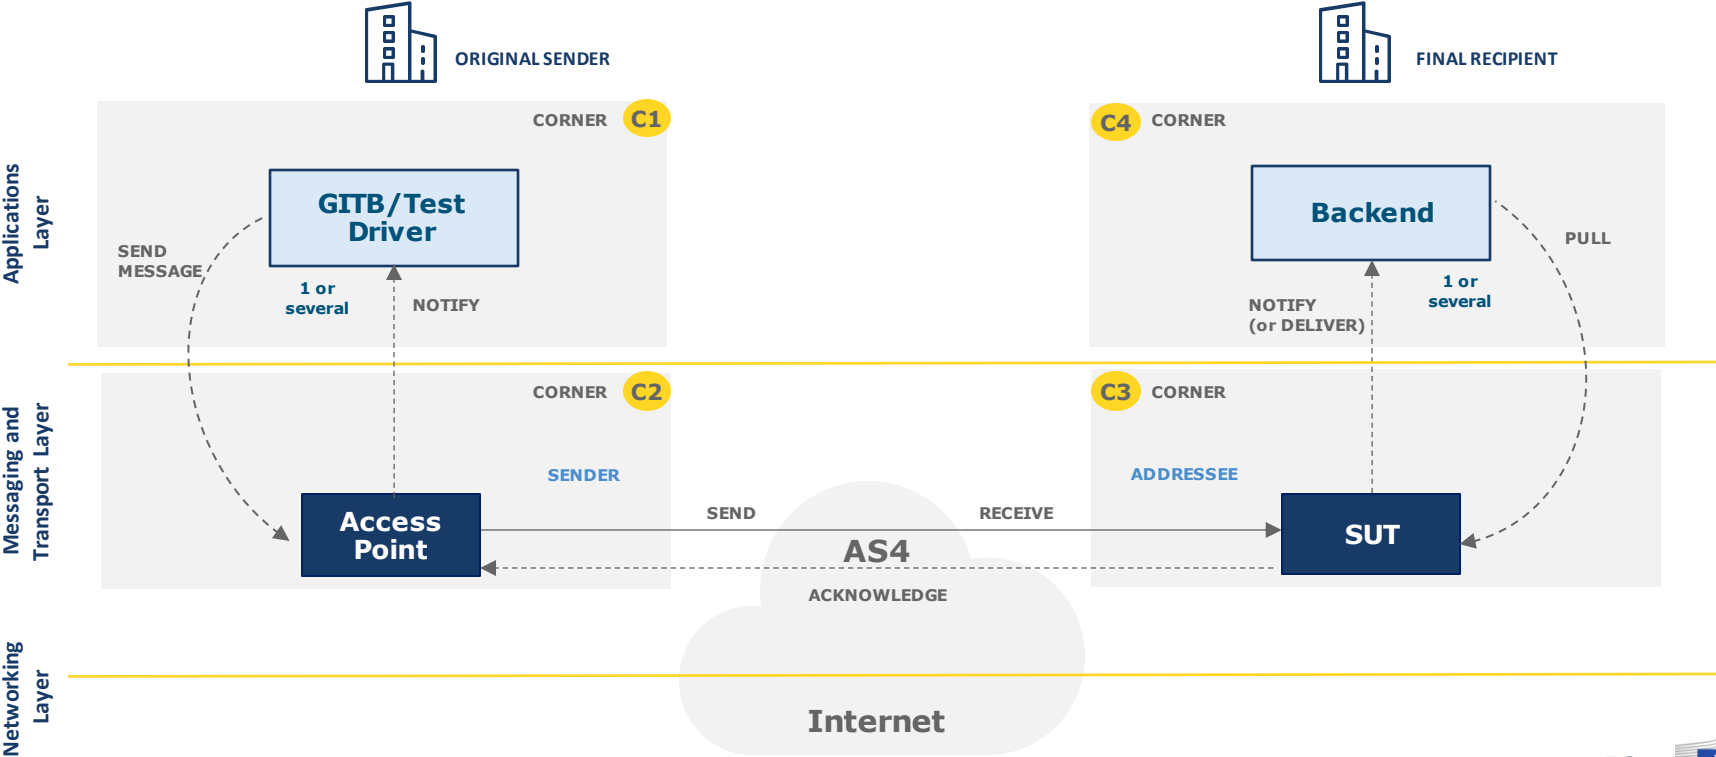 ORIGINAL SENDER
FINAL RECIPIENT
Applications
Layer
CORNER C1
GITB/Test
Driver
SEND
MESSAGE
1 or
several
NOTIFY
C4 CORNER
Backend
PULL
1 or
several
NOTIFY
(or DELIVER)
Messaging and
Transport Layer
CORNER C2
SENDER
Access
Point
C3 CORNER
ADDRESSEE
SUT
SEND
RECEIVE
AS4
ACKNOWLEDGE
Networking
Layer
Internet